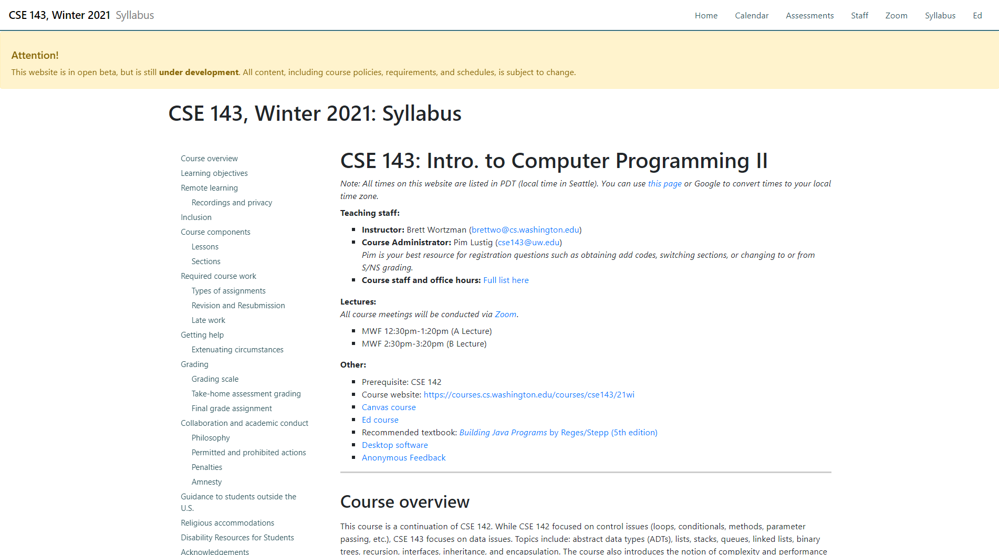 CSE 143, Winter 2021 Syllabus
Home Calendar Assessments Staff Zoom Syllabus Ed
Attention!
This website is in open beta, but is still under development. All content, including course policies, requirements, and schedules, is subject to change.
CSE 143, Winter 2021: Syllabus
Course overview
Learning objectives
Remote learning
Recordings and privacy
Inclusion
Course components
Lessons
Sections
Required course work
Types of assignments
Revision and Resubmission
Late work
Getting help
Extenuating circumstances
Grading
Grading scale
Take-home assessment grading
Final grade assignment
Collaboration and academic conduct
Philosophy
Permitted and prohibited actions
Penalties
Amnesty
Guidance to students outside the
U.S.
Religious accommodations
Disability Resources for Students
Acknowledgements
CSE 143: Intro. to Computer Programming II
Note: All times on this website are listed in PDT (local time in Seattle). You can use this page or Google to convert times to your local
time zone.
Teaching staff:
Instructor: Brett Wortzman (brettwo@cs.washington.edu)
Course Administrator: Pim Lustig (cse143@uw.edu)
Pim is your best resource for registration questions such as obtaining add codes, switching sections, or changing to or from
S/NS grading.
Course staff and office hours: Full list here
Lectures:
All course meetings will be conducted via Zoom.
MWF 12:30pm-1:20pm (A Lecture)
MWF 2:30pm-3:20pm (B Lecture)
Other:
Prerequisite: CSE 142
Course website: https://courses.cs.washington.edu/courses/cse143/21wi
Canvas course
Ed course
Recommended textbook: Building Java Programs by Reges/Stepp (5th edition)
Desktop software
Anonymous Feedback
Course overview
This course is a continuation of CSE 142. While CSE 142 focused on control issues (loops, conditionals, methods, parameter
passing, etc.), CSE 143 focuses on data issues. Topics include: abstract data types (ADTs), lists, stacks, queues, linked lists, binary
trees, recursion, interfaces, inheritance, and encapsulation. The course also introduces the notion of complexity and performance